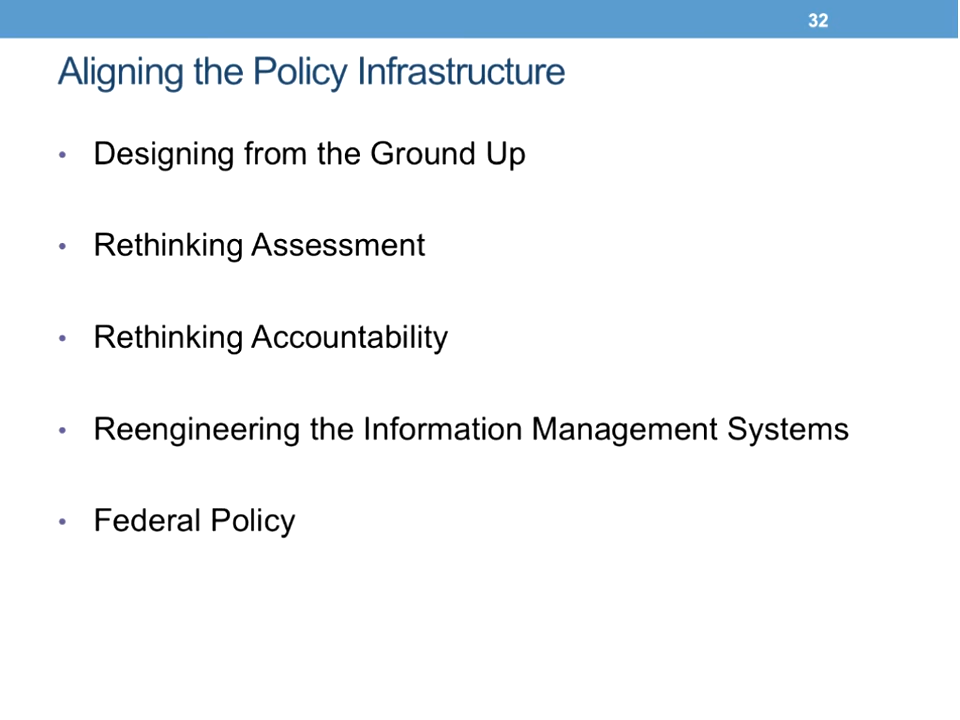 32
Aligning the Policy Infrastructure
• Designing from the Ground Up
• Rethinking Assessment
• Rethinking Accountability
• Reengineering the Information Management Systems
• Federal Policy